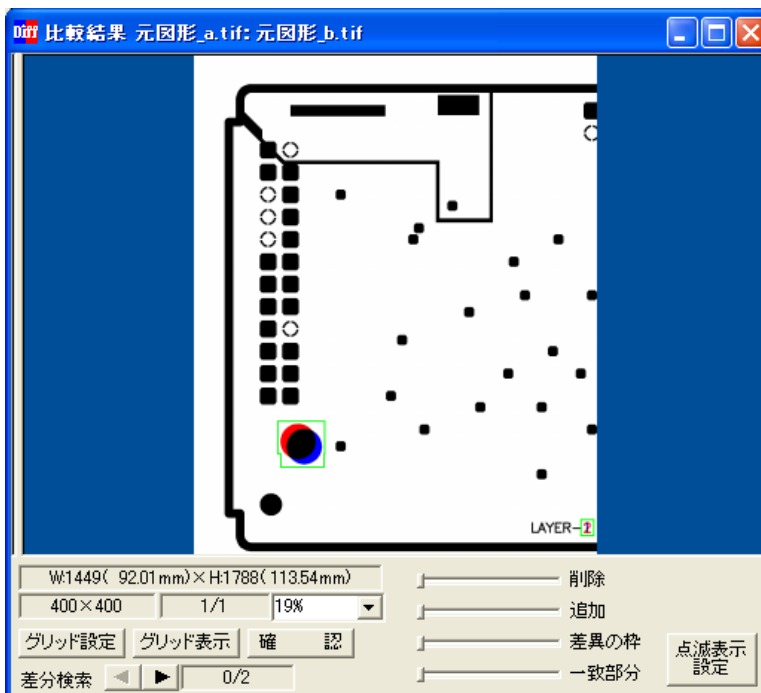 Diff 比較結果 元図形_a.tif: 元図形_b.tif
LAYER-
W:1449( 92.01mm)×H:1788(113.54mm)
400×400 1/1 19%
グリッド設定 グリッド表示 確 認
差分検索 0/2
削除
追加
差異の枠
一致部分
点滅表示
設定